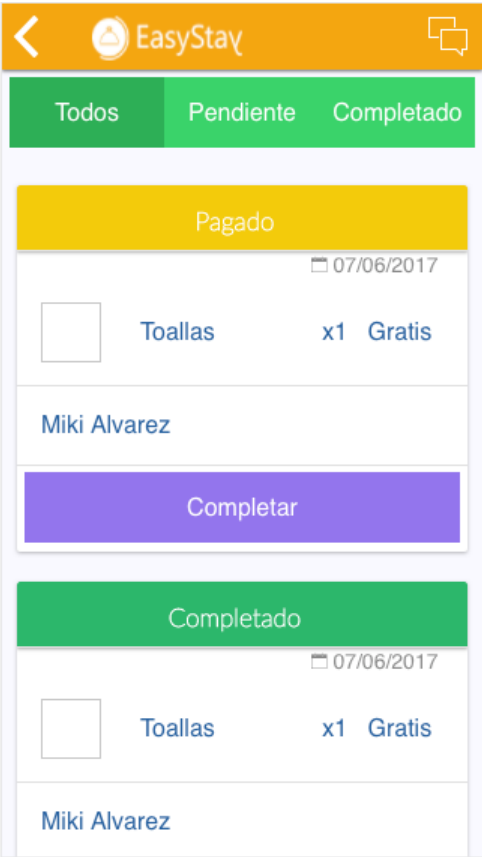 EasyStay
Todos Pendiente Completado
Pagado
07/06/2017
Toallas x1 Gratis
Miki Alvarez
Completar
Completado
07/06/2017
Toallas x1 Gratis
Miki Alvarez